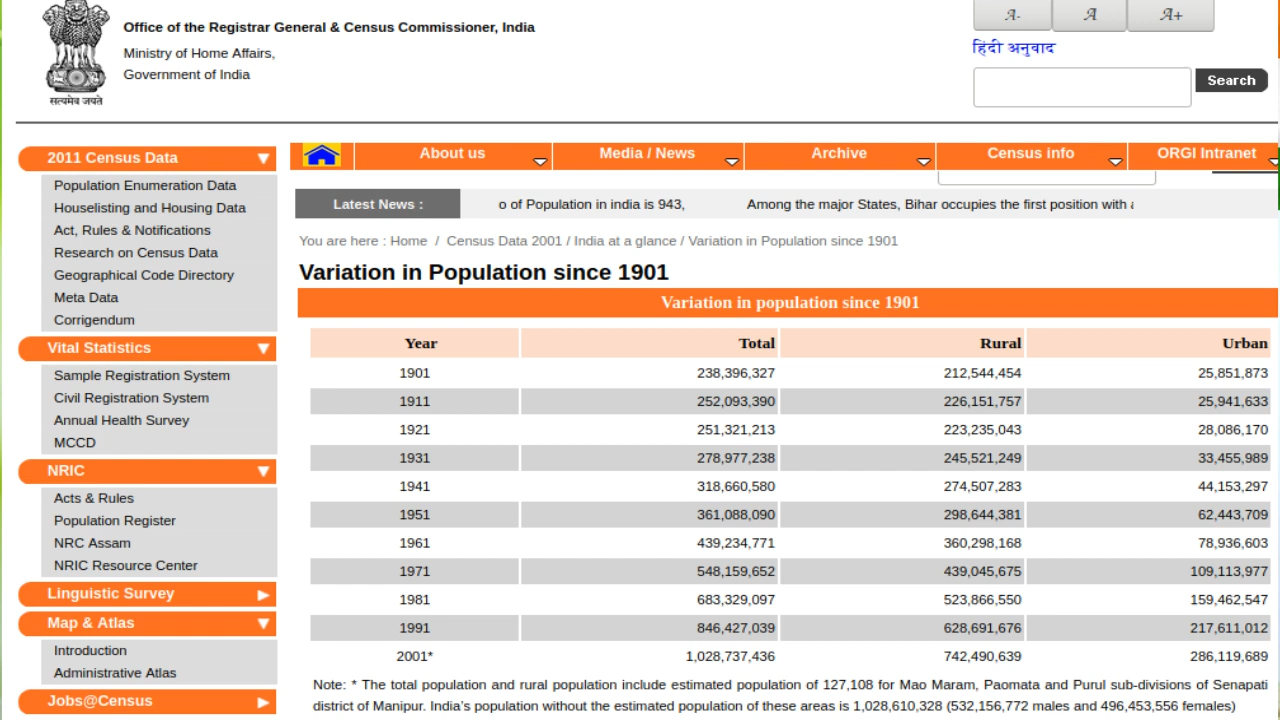 Office of the Registrar General & Census Commissioner, India
Ministry of Home Affairs,
Government of India
सत्यमेव जयते
A- A A+
हिंदी अनुवाद
Search
About us Media / News Archive Census info ORGI Intranet
2011 Census Data
Population Enumeration Data
Houselisting and Housing Data
Act, Rules & Notifications
Research on Census Data
Geographical Code Directory
Meta Data
Corrigendum
Vital Statistics
Sample Registration System
Civil Registration System
Annual Health Survey
MCCD
NRIC
Acts & Rules
Population Register
NRC Assam
NRIC Resource Center
Linguistic Survey
Map & Atlas
Introduction
Administrative Atlas
Jobs@Census
Latest News : o of Population in india is 943, Among the major States, Bihar occupies the first position with
You are here : Home / Census Data 2001 / India at a glance / Variation in Population since 1901
Variation in Population since 1901
Variation in population since 1901
Year Total Rural Urban
1901 238,396,327 212,544,454 25,851,873
1911 252,093,390 226,151,757 25,941,633
1921 251,321,213 223,235,043 28,086,170
1931 278,977,238 245,521,249 33,455,989
1941 318,660,580 274,507,283 44,153,297
1951 361,088,090 298,644,381 62,443,709
1961 439,234,771 360,298,168 78,936,603
1971 548,159,652 439,045,675 109,113,977
1981 683,329,097 523,866,550 159,462,547
1991 846,427,039 628,691,676 217,611,012
2001* 1,028,737,436 742,490,639 286,119,689
Note: * The total population and rural population include estimated population of 127,108 for Mao Maram, Paomata and Purul sub-divisions of Senapati
district of Manipur. India's population without the estimated population of these areas is 1,028,610,328 (532,156,772 males and 496,453,556 females)